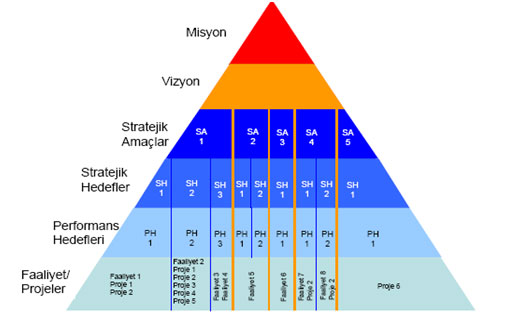 Misyon
Vizyon
Stratejik
Amaçlar
SA
1
SA
2
SA
3
SA
4
SA
5
Stratejik
Hedefler
SH
1
SH
2
SH
3
SH
1
SH
2
SH
1
SH
1
SH
2
SH
1
Performans
Hedefleri
PH
1
PH
2
PH
3
PH
1
PH
2
PH
1
PH
1
PH
2
PH
1
Faaliyet/
Projeler
Faaliyet 1
Proje 1
Proje 2
Faaliyet 2
Proje 1
Proje 2
Proje 3
Proje 4
Proje 5
Faaliyet 3
Faaliyet 4
Faaliyet 5
Faaliyet 6
Faaliyet 7
Proje 1
Proje 2
Faaliyet 8
Proje 2
Proje 6